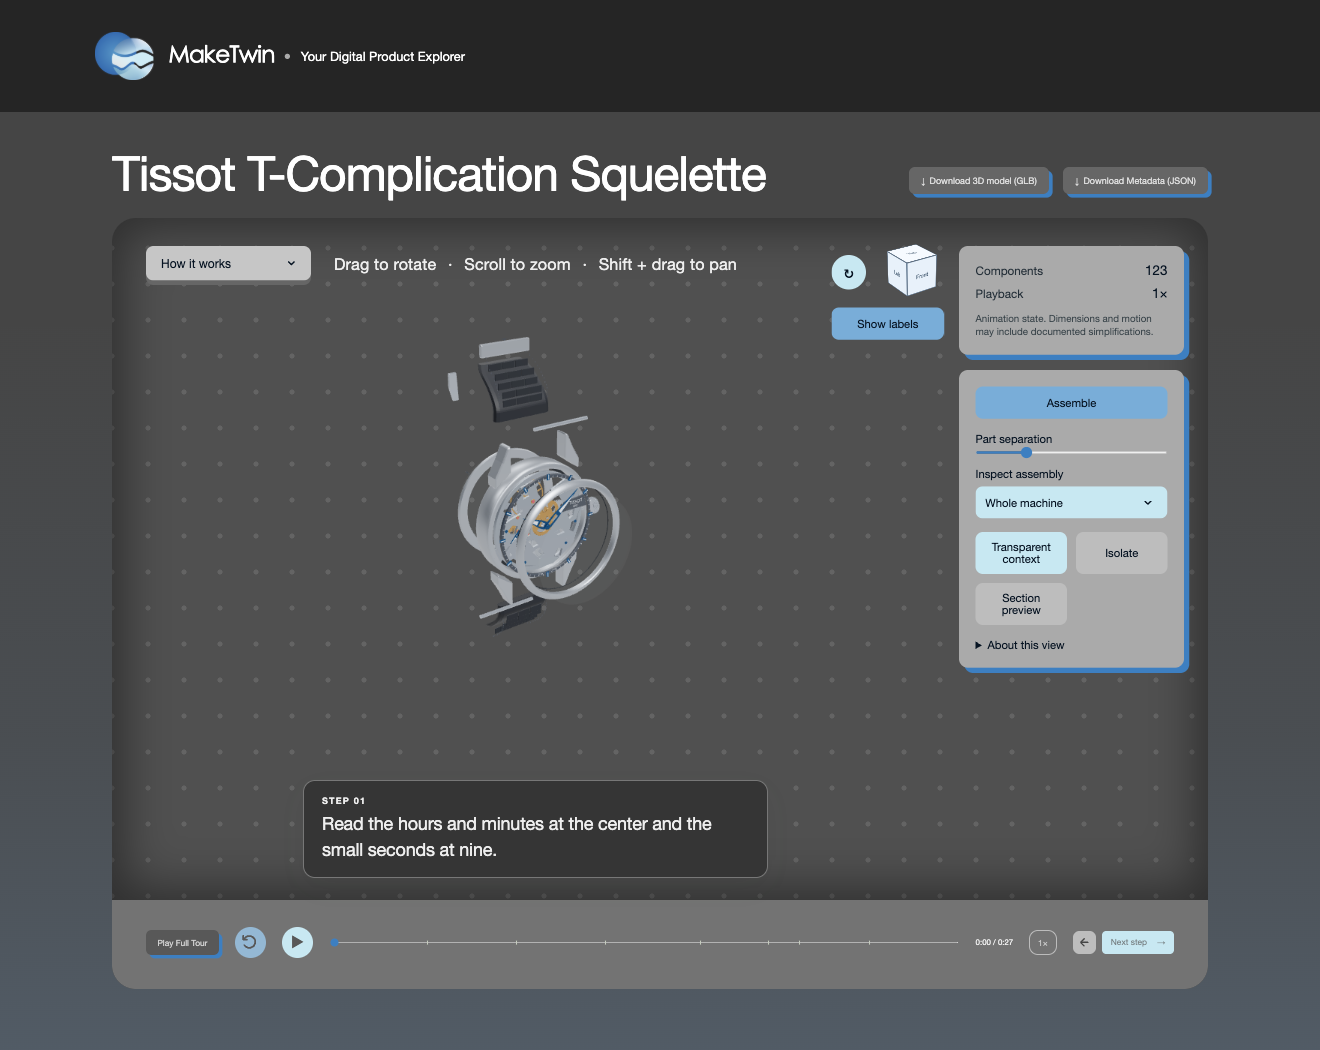 MakeTwin • Your Digital Product Explorer
Tissot T-Complication Squelette
↓ Download 3D model (GLB)
↓ Download Metadata (JSON)
How it works
Drag to rotate · Scroll to zoom · Shift + drag to pan
↻
Left
Front
Show labels
Components 123
Playback 1×
Animation state. Dimensions and motion
may include documented simplifications.
Assemble
Part separation
Inspect assembly
Whole machine
Transparent
context
Isolate
Section
preview
▶ About this view
STEP 01
Read the hours and minutes at the center and the
small seconds at nine.
Play Full Tour
0:00 / 0:27
1×
←
Next step →